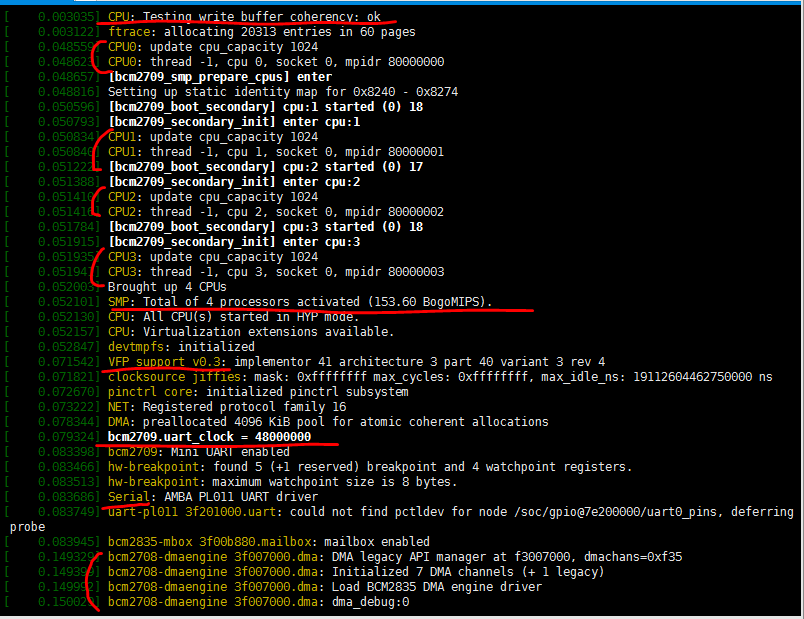 [    0.003035] CPU: Testing write buffer coherency: ok
[    0.003122] ftrace: allocating 20313 entries in 60 pages
[    0.048559] CPU0: update cpu_capacity 1024
[    0.048623] CPU0: thread -1, cpu 0, socket 0, mpidr 80000000
[    0.048657] [bcm2709_smp_prepare_cpus] enter
[    0.048816] Setting up static identity map for 0x8240 - 0x8274
[    0.050596] [bcm2709_boot_secondary] cpu:1 started (0) 18
[    0.050793] [bcm2709_secondary_init] enter cpu:1
[    0.050834] CPU1: update cpu_capacity 1024
[    0.050840] CPU1: thread -1, cpu 1, socket 0, mpidr 80000001
[    0.051222] [bcm2709_boot_secondary] cpu:2 started (0) 17
[    0.051388] [bcm2709_secondary_init] enter cpu:2
[    0.051410] CPU2: update cpu_capacity 1024
CPU2: thread -1, cpu 2, socket 0, mpidr 80000002
[    0.051784] [bcm2709_boot_secondary] cpu:3 started (0) 18
[    0.051915] [bcm2709_secondary_init] enter cpu:3
[    0.051935] CPU3: update cpu_capacity 1024
CPU3: thread -1, cpu 3, socket 0, mpidr 80000003
[    0.052003] Brought up 4 CPUs
[    0.052101] SMP: Total of 4 processors activated (153.60 BogoMIPS).
[    0.052130] CPU: All CPU(s) started in HYP mode.
[    0.052157] CPU: Virtualization extensions available.
[    0.052847] devtmpfs: initialized
[    0.071542] VFP support v0.3: implementor 41 architecture 3 part 40 variant 3 rev 4
[    0.071821] clocksource jiffies: mask: 0xffffffff max_cycles: 0xffffffff, max_idle_ns: 19112604462750000 ns
[    0.072670] pinctrl core: initialized pinctrl subsystem
[    0.073222] NET: Registered protocol family 16
[    0.078344] DMA: preallocated 4096 KiB pool for atomic coherent allocations
[    0.079324] bcm2709.uart_clock = 48000000
[    0.083398] bcm2709: Mini UART enabled
[    0.083466] hw-breakpoint: found 5 (+1 reserved) breakpoint and 4 watchpoint registers.
[    0.083513] hw-breakpoint: maximum watchpoint size is 8 bytes.
[    0.083686] Serial: AMBA PL011 UART driver
[    0.083749] uart-pl011 3f201000.uart: could not find pctldev for node /soc/gpio@7e200000/uart0_pins, deferring
probe
[    0.083945] bcm2835-mbox 3f00b880.mailbox: mailbox enabled
[    0.149329] bcm2708-dmaengine 3f007000.dma: DMA legacy API manager at f3007000, dmachans=0xf35
bcm2708-dmaengine 3f007000.dma: Initialized 7 DMA channels (+ 1 legacy)
bcm2708-dmaengine 3f007000.dma: Load BCM2835 DMA engine driver
bcm2708-dmaengine 3f007000.dma: dma_debug:0